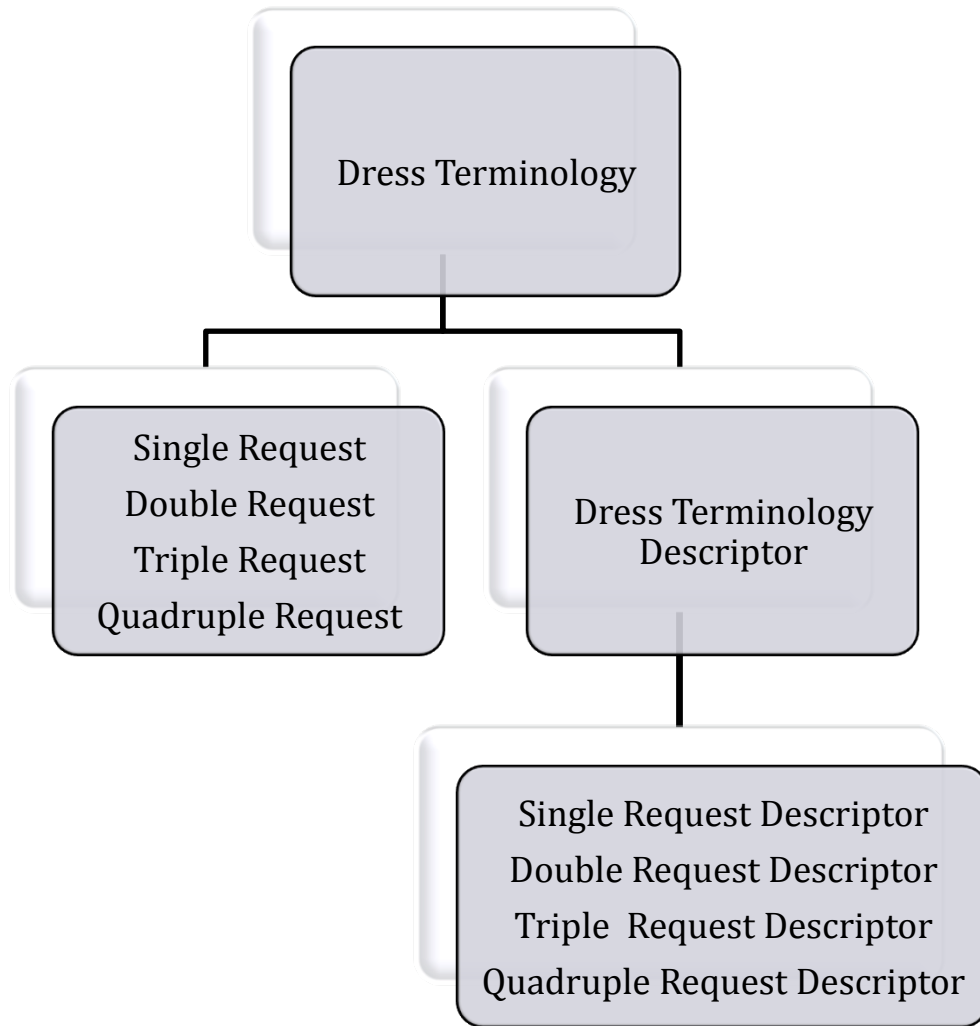 Dress Terminology
Single Request
Double Request
Triple Request
Quadruple Request
Dress Terminology
Descriptor
Single Request Descriptor
Double Request Descriptor
Triple  Request Descriptor
Quadruple Request Descriptor